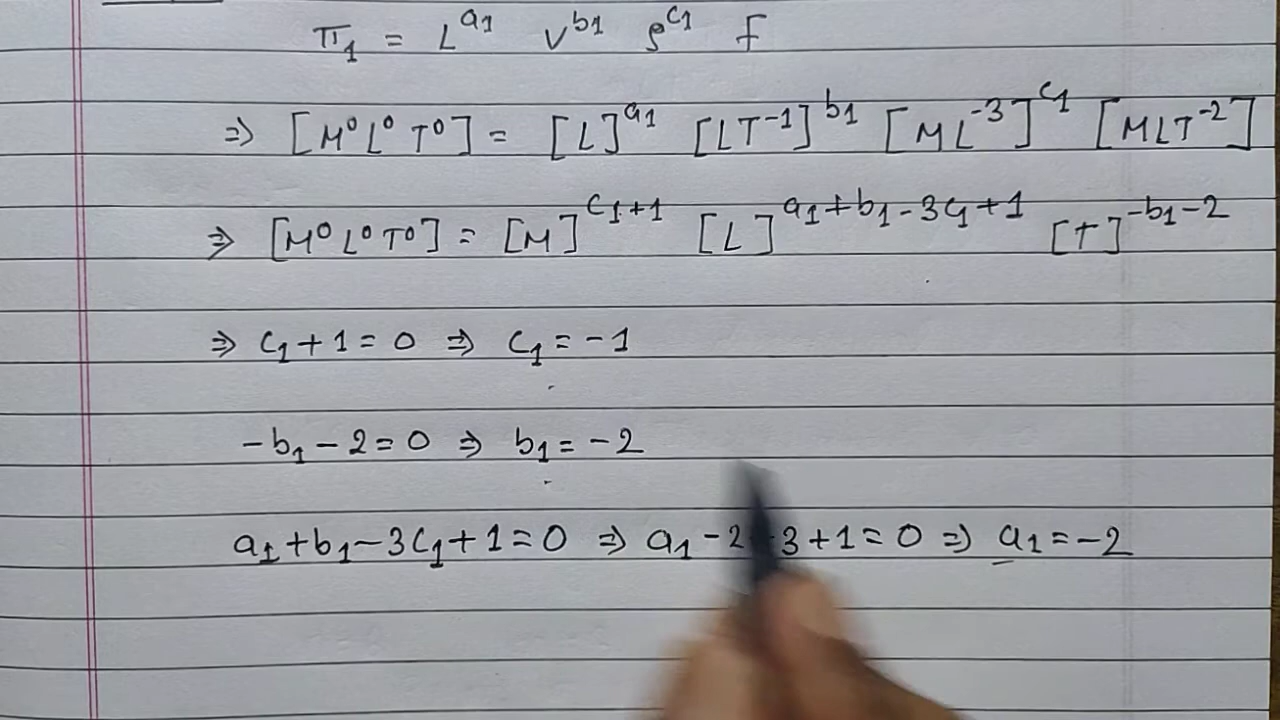 π₁ = L^a₁ V^b₁ ρ^c₁ F
⇒ [M⁰L⁰T⁰] = [L]^a₁ [LT⁻¹]^b₁ [ML⁻³]^c₁ [MLT⁻²]
⇒ [M⁰L⁰T⁰] = [M]^c₁+1 [L]^a₁+b₁-3c₁+1 [T]^-b₁-2
⇒ c₁+1=0 ⇒ c₁=-1
-b₁-2=0 ⇒ b₁=-2
a₁+b₁-3c₁+1=0 ⇒ a₁-2 3+1=0 ⇒ a₁=-2